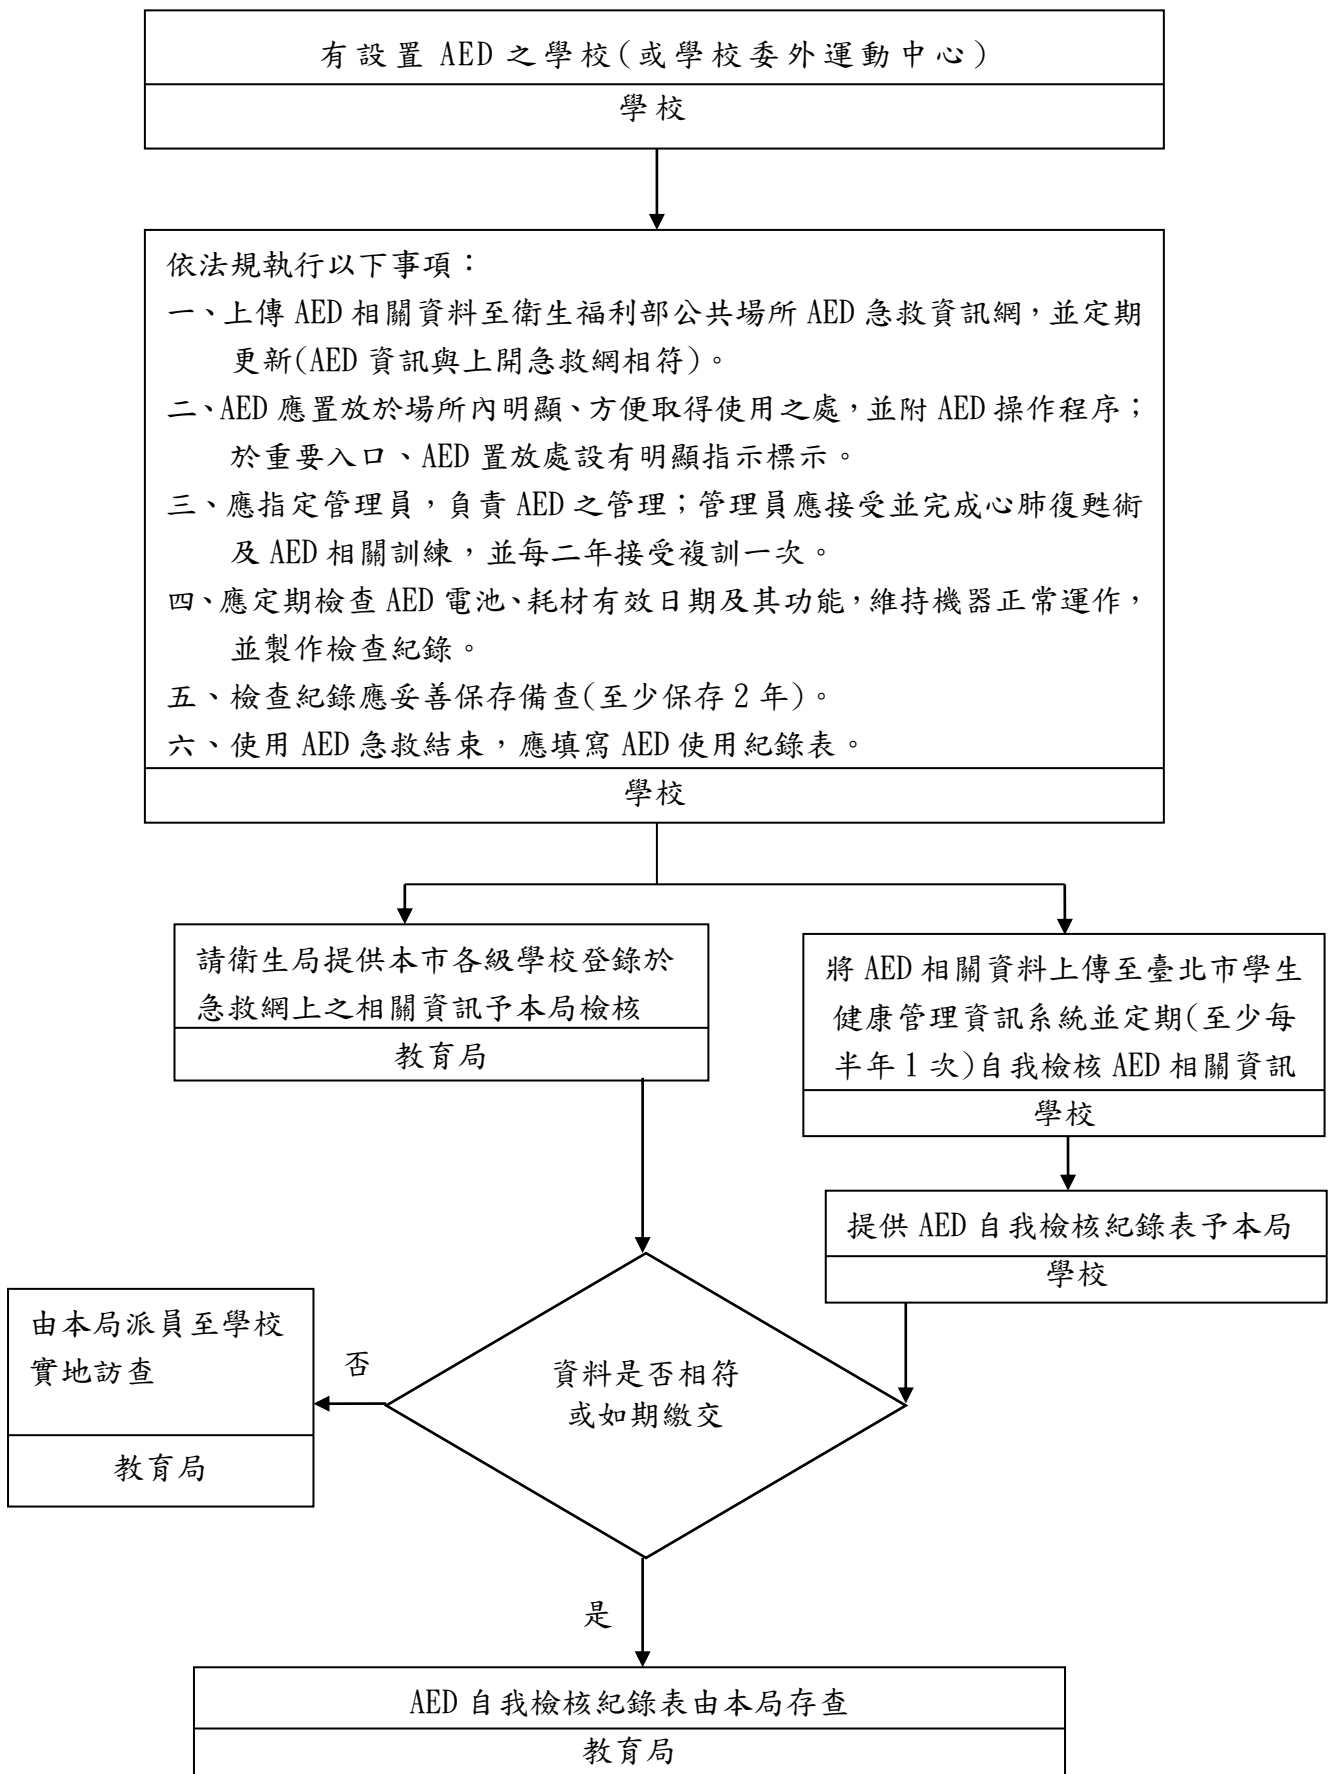 有設置 AED 之學校(或學校委外運動中心)
學校
依法規執行以下事項：
一、上傳 AED 相關資料至衛生福利部公共場所 AED 急救資訊網，並定期
更新(AED 資訊與上開急救網相符)。
二、AED 應置放於場所內明顯、方便取得使用之處，並附 AED 操作程序；
於重要入口、AED 置放處設有明顯指示標示。
三、應指定管理員，負責 AED 之管理；管理員應接受並完成心肺復甦術
及 AED 相關訓練，並每二年接受複訓一次。
四、應定期檢查 AED 電池、耗材有效日期及其功能，維持機器正常運作，
並製作檢查紀錄。
五、檢查紀錄應妥善保存備查(至少保存 2 年)。
六、使用 AED 急救結束，應填寫 AED 使用紀錄表。
學校
請衛生局提供本市各級學校登錄於
急救網上之相關資訊予本局檢核
教育局
將 AED 相關資料上傳至臺北市學生
健康管理資訊系統並定期(至少每
半年 1 次)自我檢核 AED 相關資訊
學校
提供 AED 自我檢核紀錄表予本局
學校
由本局派員至學校
實地訪查
教育局
否
資料是否相符
或如期繳交
是
AED 自我檢核紀錄表由本局存查
教育局